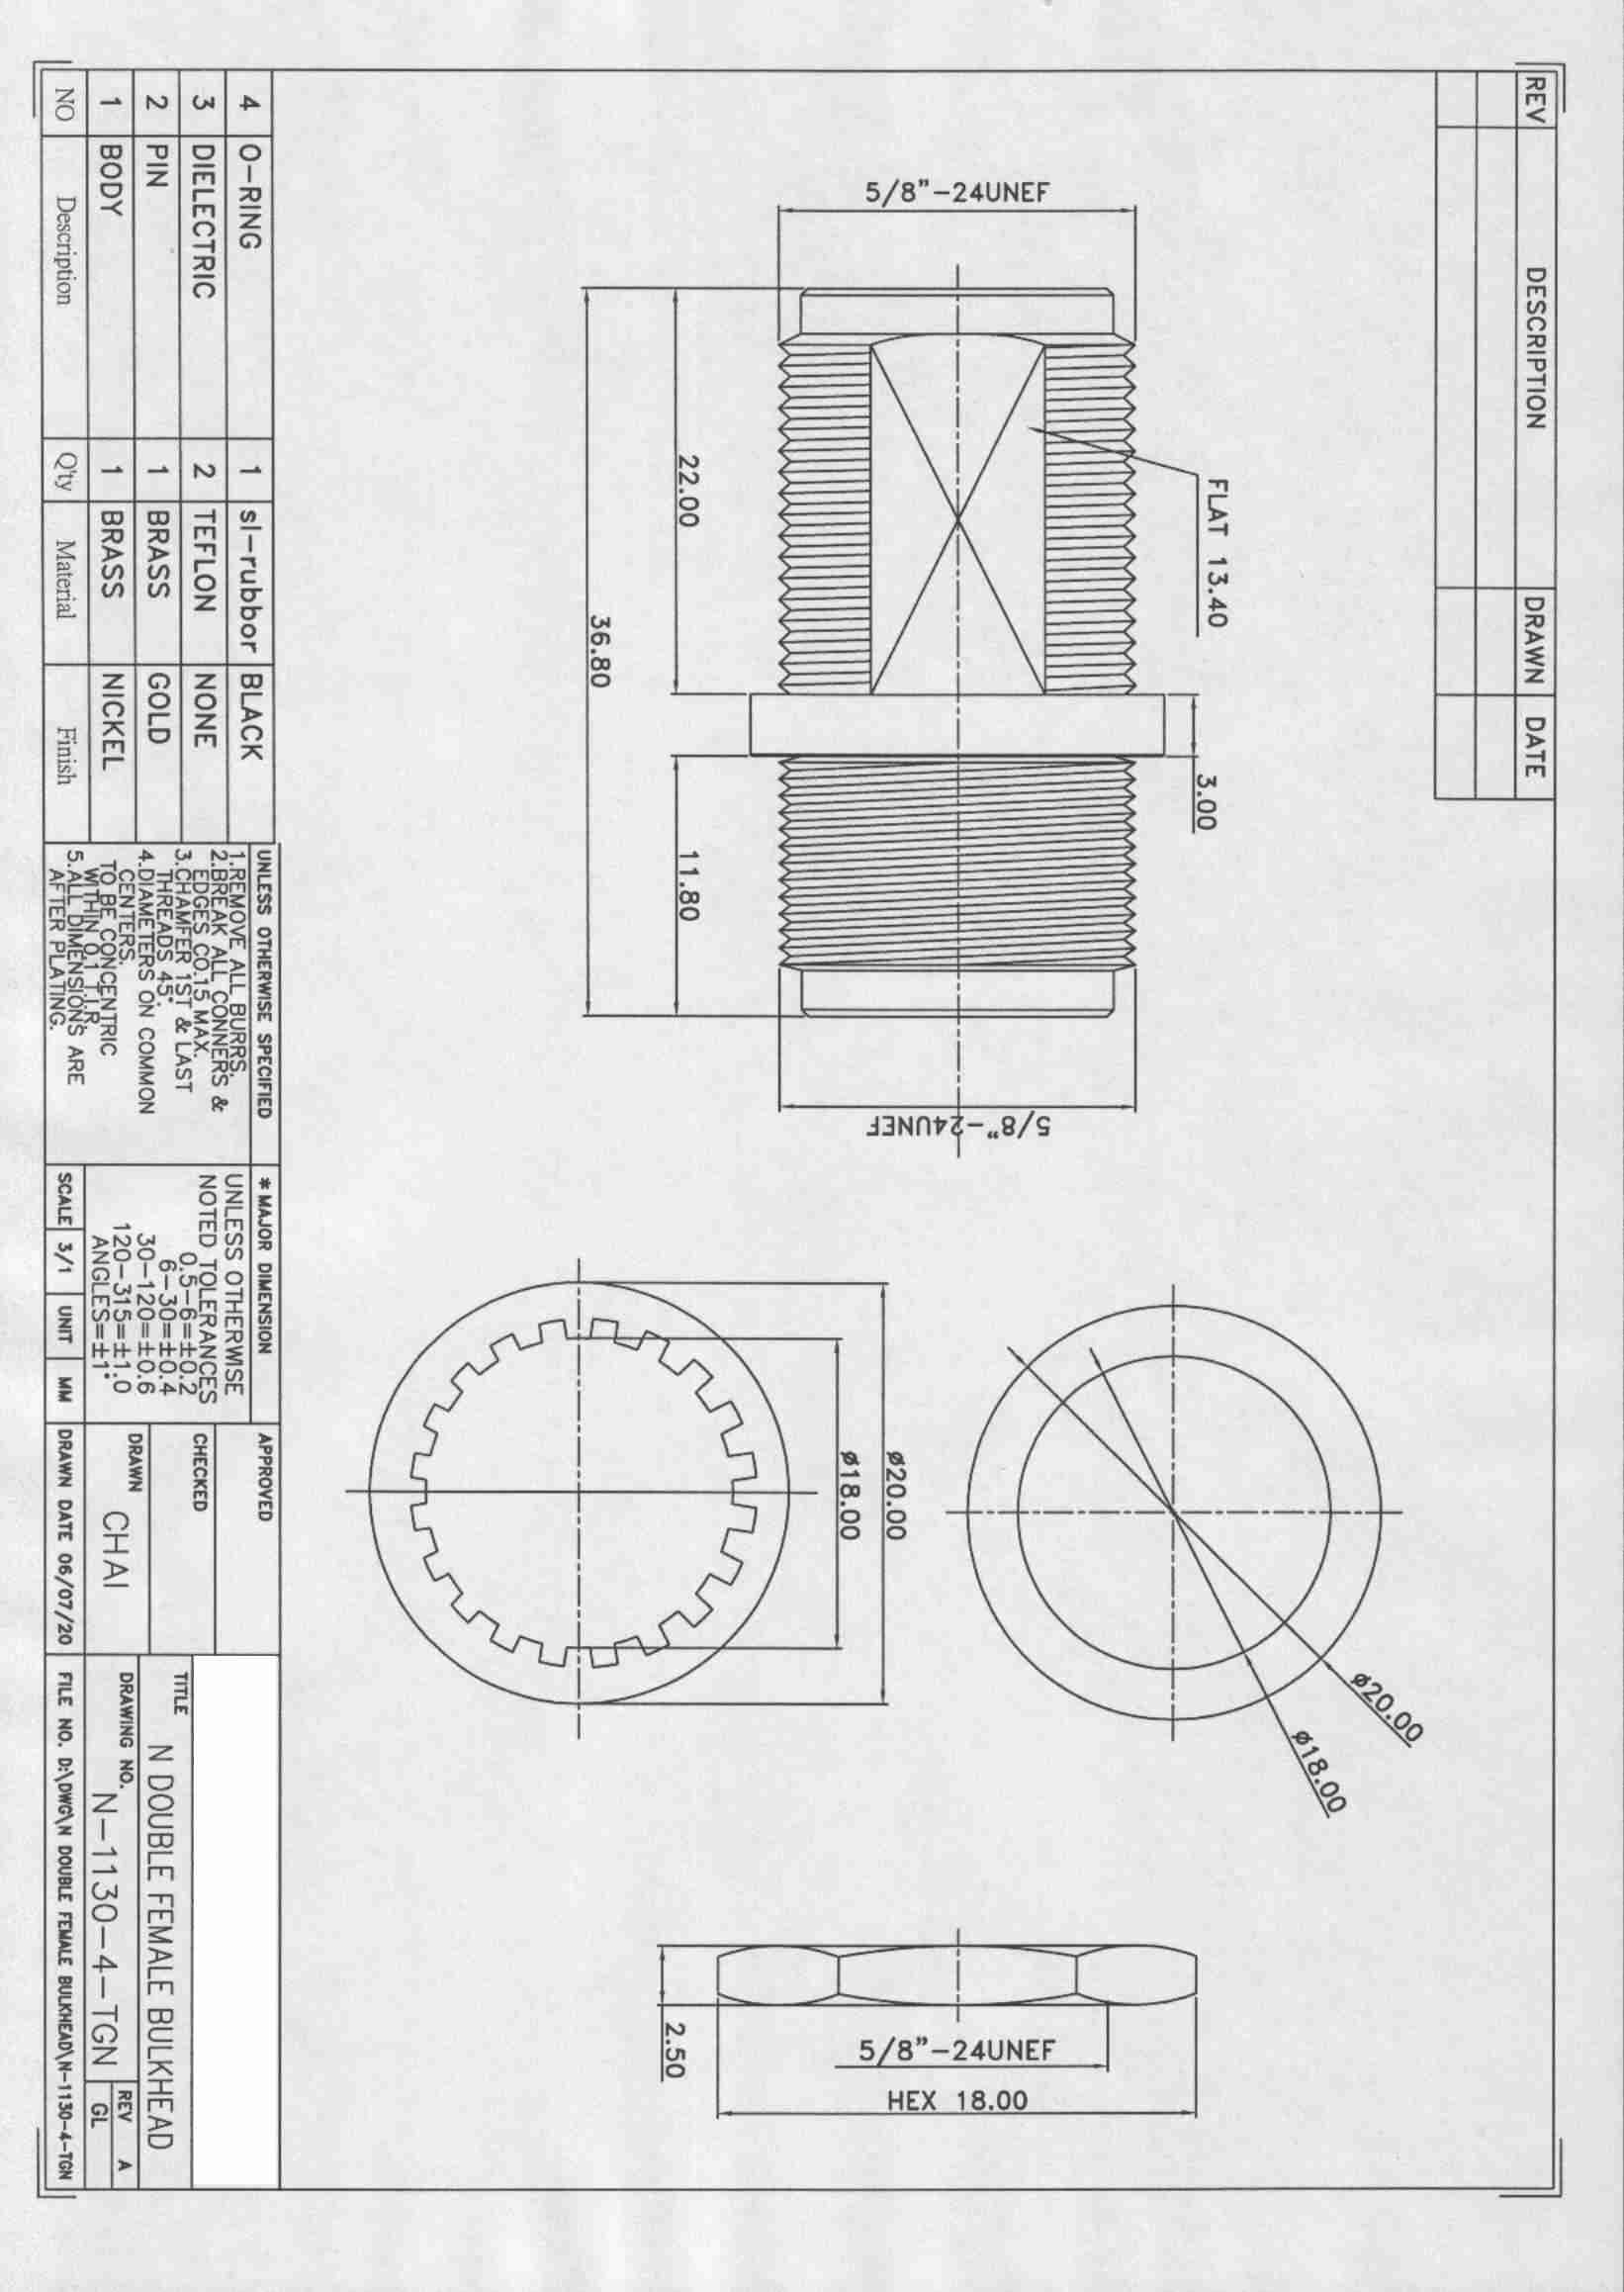 REV DESCRIPTION DRAWN DATE
5/8"-24UNEF
FLAT 13.40
3.00
22.00
11.80
36.80
5/8"-24UNEF
ø20.00
ø18.00
ø20.00
ø18.00
5/8"-24UNEF
HEX 18.00
2.50
4 O-RING 1 sl-rubbor BLACK
3 DIELECTRIC 2 TEFLON NONE
2 PIN 1 BRASS GOLD
1 BODY 1 BRASS NICKEL
NO Description Q'ty Material Finish
UNLESS OTHERWISE SPECIFIED
1.REMOVE ALL BURRS.
2.BREAK ALL CONNERS &
EDGES C0.15 MAX.
3.CHAMFER 1ST & LAST
THREADS 45°.
4.DIAMETERS ON COMMON
CENTERS.
TO BE CONCENTRIC
WITHIN 0.1 T.I.R.
5.ALL DIMENSION'S ARE
AFTER PLATING.
* MAJOR DIMENSION
UNLESS OTHERWISE
NOTED TOLERANCES
0.5-6=±0.2
6-30=±0.4
30-120=±0.6
120-315=±1.0
ANGLES=±1°
SCALE 3/1 UNIT MM
APPROVED
CHECKED
DRAWN CHAI
DRAWN DATE 06/07/20
TITLE
N DOUBLE FEMALE BULKHEAD
DRAWING NO.
N-1130-4-TGN
REV A
GL
FILE NO. D:\DWG\N DOUBLE FEMALE BULKHEAD\N-1130-4-TGN